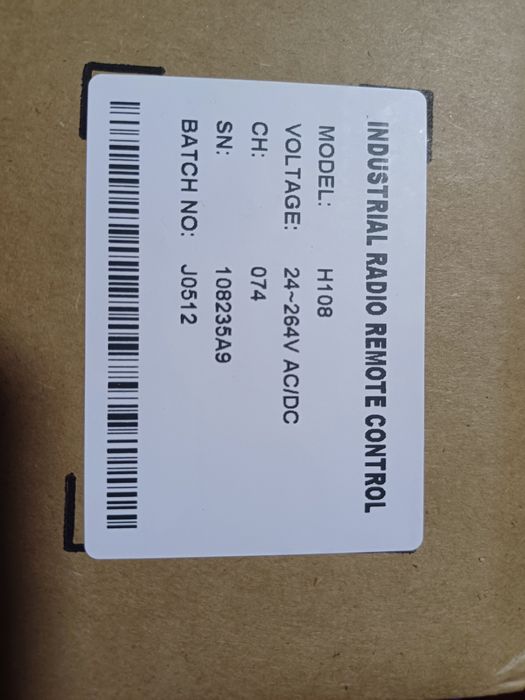 INDUSTRIAL RADIO REMOTE CONTROL
MODEL: H108
VOLTAGE: 24~264V AC/DC
CH: 074
SN: 108235A9
BATCH NO: J0512